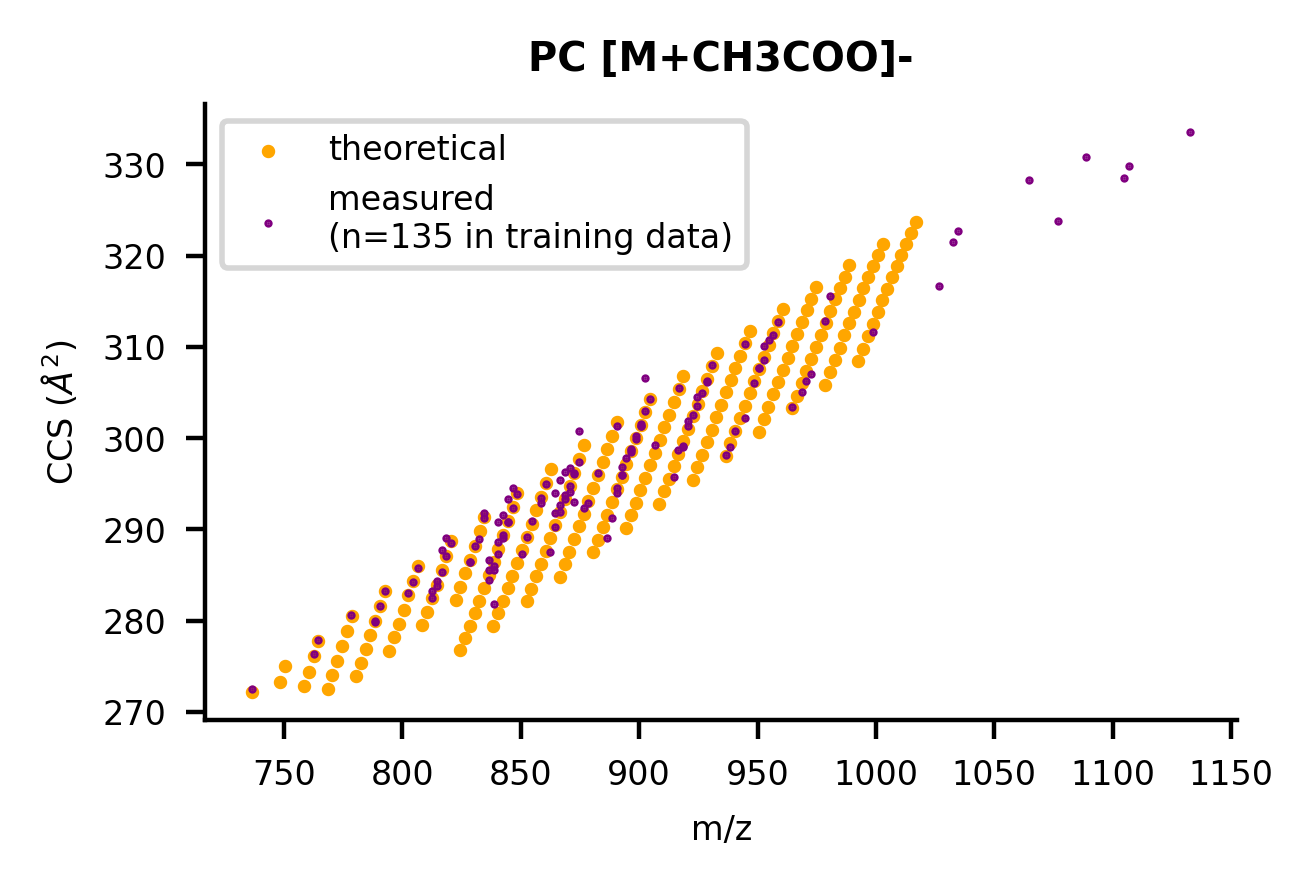 PC [M+CH3COO]-
theoretical
measured
(n=135 in training data)
330
320
310
300
290
280
270
CCS (Å²)
750 800 850 900 950 1000 1050 1100 1150
m/z